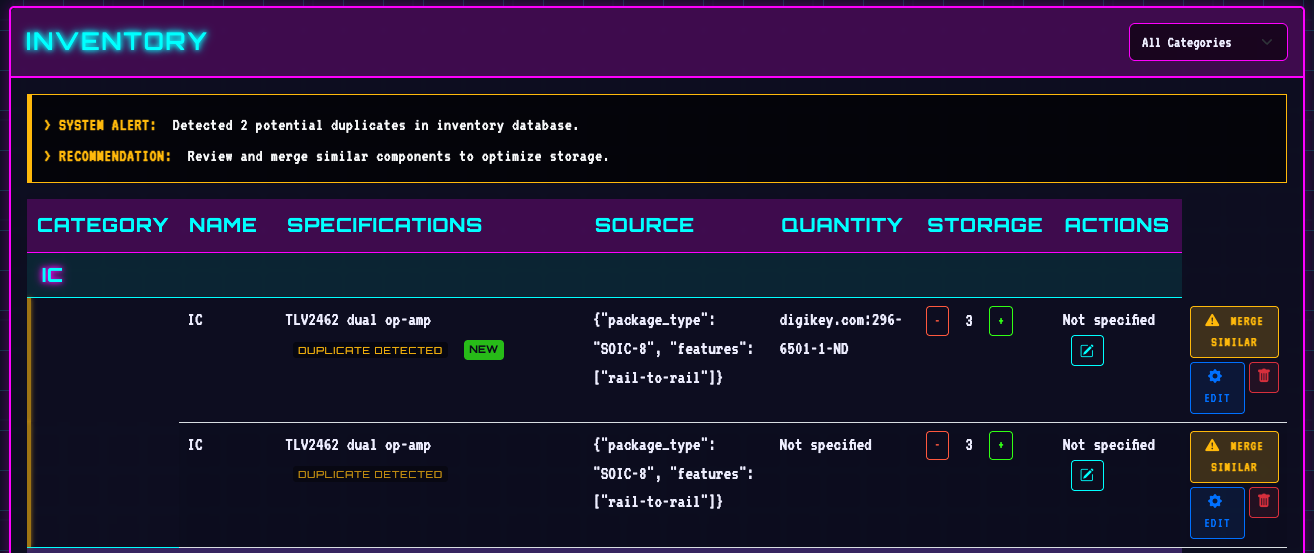 INVENTORY
All Categories
❯ SYSTEM ALERT: Detected 2 potential duplicates in inventory database.
❯ RECOMMENDATION: Review and merge similar components to optimize storage.
CATEGORY NAME SPECIFICATIONS SOURCE QUANTITY STORAGE ACTIONS
IC
IC TLV2462 dual op-amp {"package_type": digikey.com:296- - 3 + Not specified MERGE
DUPLICATE DETECTED NEW "SOIC-8", "features": 6501-1-ND SIMILAR
["rail-to-rail"]}
EDIT
IC TLV2462 dual op-amp {"package_type": Not specified - 3 + Not specified MERGE
DUPLICATE DETECTED "SOIC-8", "features": SIMILAR
["rail-to-rail"]}
EDIT